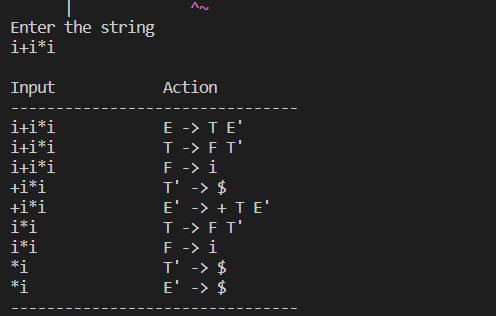 | ^~
Enter the string
i+i*i
Input Action
--------------------------------
i+i*i E -> T E'
i+i*i T -> F T'
i+i*i F -> i
+i*i T' -> $
+i*i E' -> + T E'
i*i T -> F T'
i*i F -> i
*i T' -> $
*i E' -> $
--------------------------------